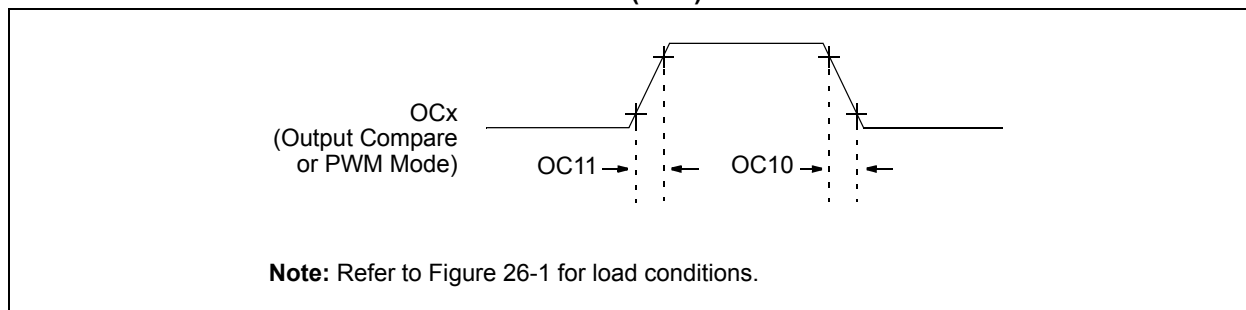 OCx
(Output Compare
or PWM Mode)
OC11
OC10
Note: Refer to Figure 26-1 for load conditions.